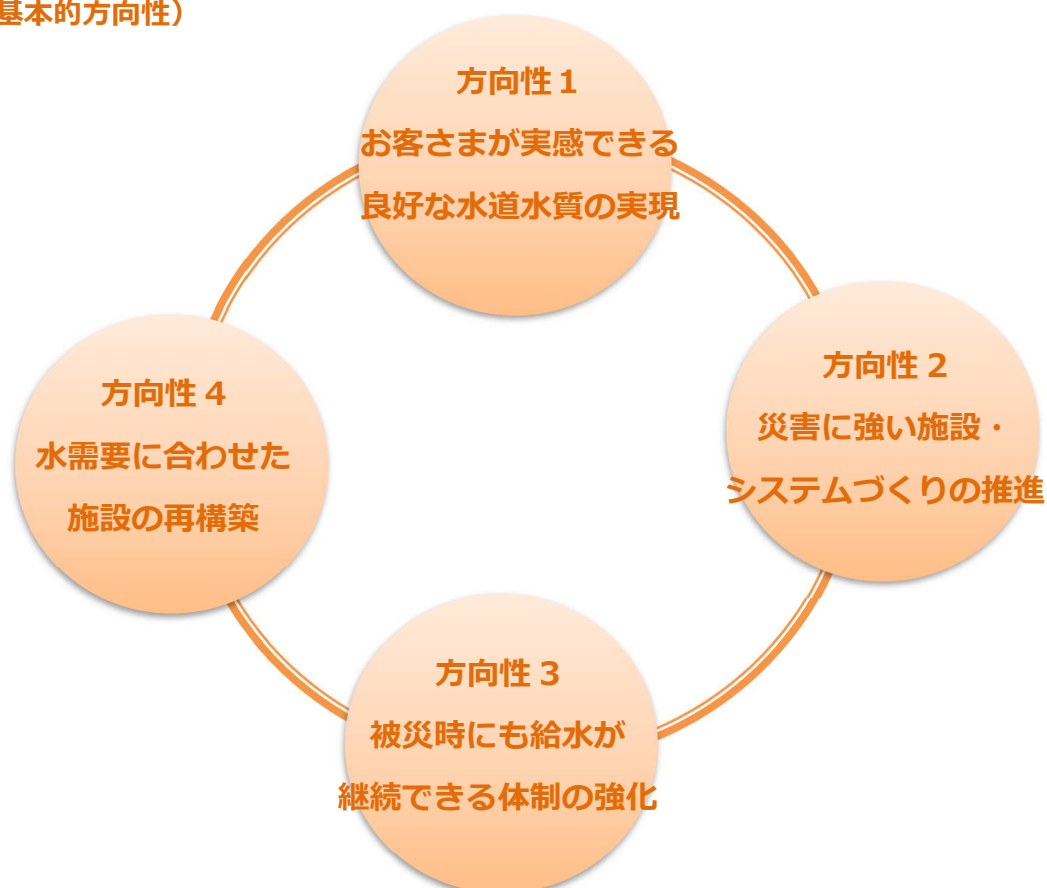 基本的方向性）
方向性１
お客さまが実感できる
良好な水道水質の実現
方向性２
災害に強い施設・
システムづくりの推進
方向性３
被災時にも給水が
継続できる体制の強化
方向性４
水需要に合わせた
施設の再構築